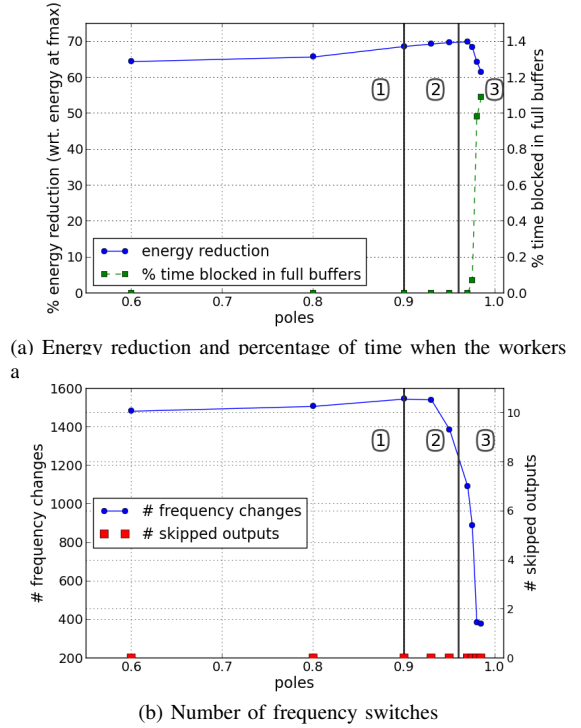 % energy reduction (wrt. energy at fmax)
70
60
50
40
30
20
10
0
1.4
1.2
1.0
0.8
0.6
0.4
0.2
0.0
% time blocked in full buffers
1
2
3
energy reduction
% time blocked in full buffers
0.6 0.7 0.8 0.9 1.0
poles
(a) Energy reduction and percentage of time when the workers
a
# frequency changes
1600
1400
1200
1000
800
600
400
200
10
8
6
4
2
0
# skipped outputs
1
2
3
# frequency changes
# skipped outputs
0.6 0.7 0.8 0.9 1.0
poles
(b) Number of frequency switches